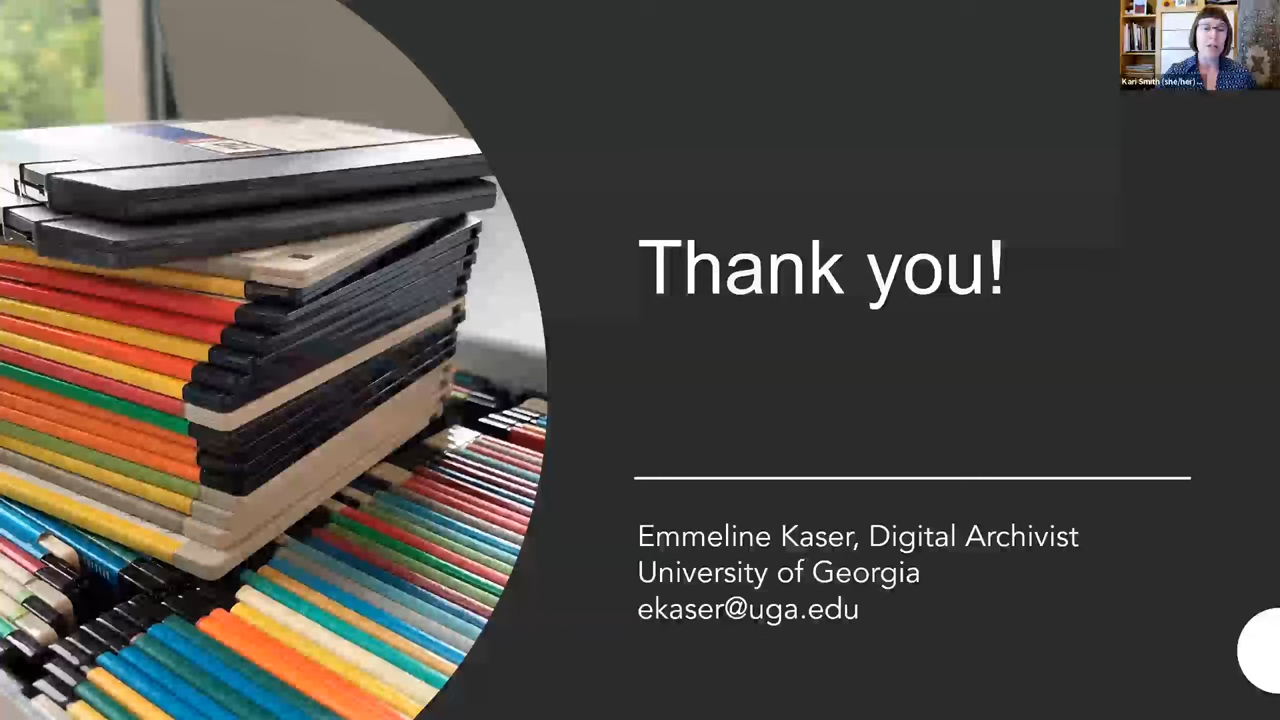 Kari Smith (she/her) ...
Thank you!
Emmeline Kaser, Digital Archivist
University of Georgia
ekaser@uga.edu